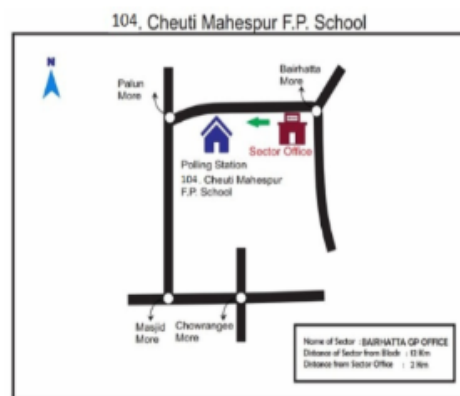 104. Cheuti Mahespur F.P. School
N
Palun
More
Bairhatta
More
Sector Office
Polling Station
104. Cheuti Mahespur
F.P. School
Masjid
More
Chowrangee
More
Name of Sector : BAIRHATTA GP OFFICE
Distance of Sector from Block : 12 Km
Distance from Sector Office : 2 Km